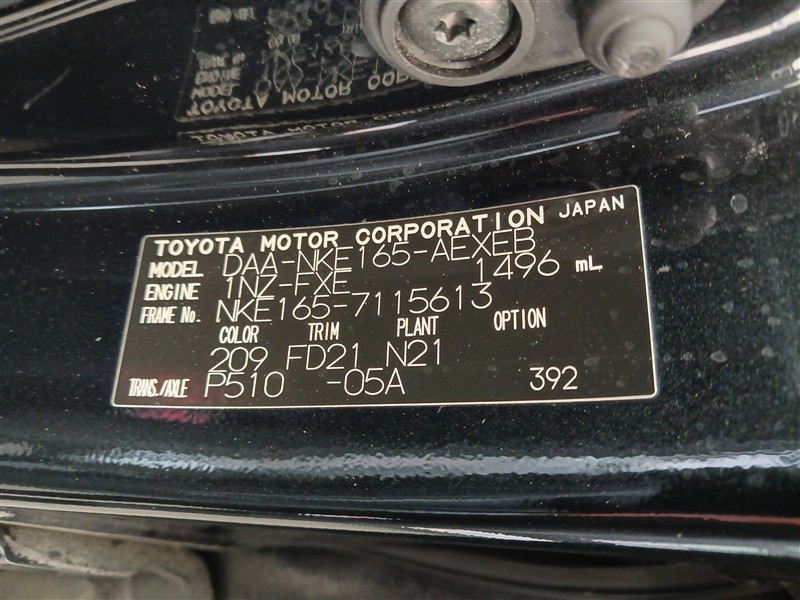 TOYOTA MOTOR CORPORATION JAPAN
MODEL DAA-NKE165-AEXEB
ENGINE 1NZ-FXE 1496 mL
FRAME No. NKE165-7115613
COLOR TRIM PLANT OPTION
209 FD21 N21
TRANS./AXLE P510 -05A 392